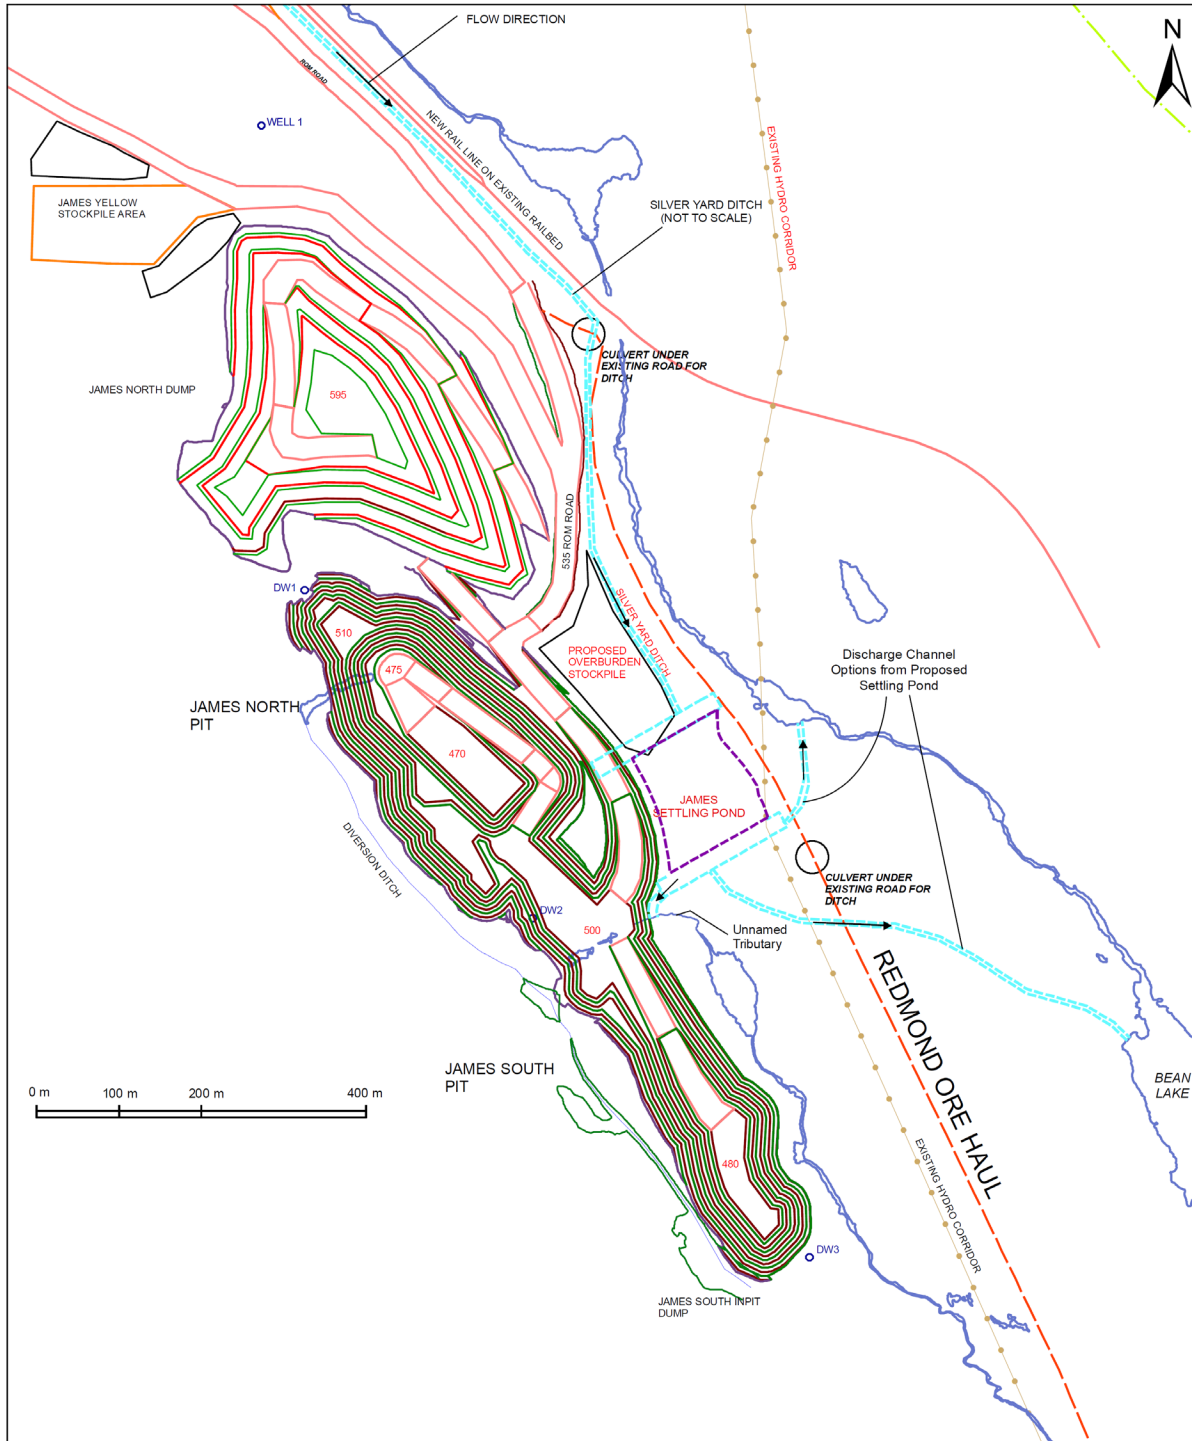 FLOW DIRECTION
N
ROM ROAD
WELL 1
NEW RAIL LINE ON EXISTING RAILBED
EXISTING HYDRO CORRIDOR
JAMES YELLOW
STOCKPILE AREA
SILVER YARD DITCH
(NOT TO SCALE)
CULVERT UNDER
EXISTING ROAD FOR
DITCH
JAMES NORTH DUMP
595
535 ROM ROAD
DW1
SILVER YARD DITCH
510
PROPOSED
OVERBURDEN
STOCKPILE
475
Discharge Channel
Options from Proposed
Settling Pond
JAMES NORTH
PIT
470
JAMES
SETTLING POND
DIVERSION DITCH
CULVERT UNDER
EXISTING ROAD FOR
DITCH
DW2
500
Unnamed
Tributary
REDMOND ORE HAUL
JAMES SOUTH
PIT
BEAN
LAKE
0 m
100 m
200 m
400 m
480
EXISTING HYDRO CORRIDOR
DW3
JAMES SOUTH INPIT
DUMP